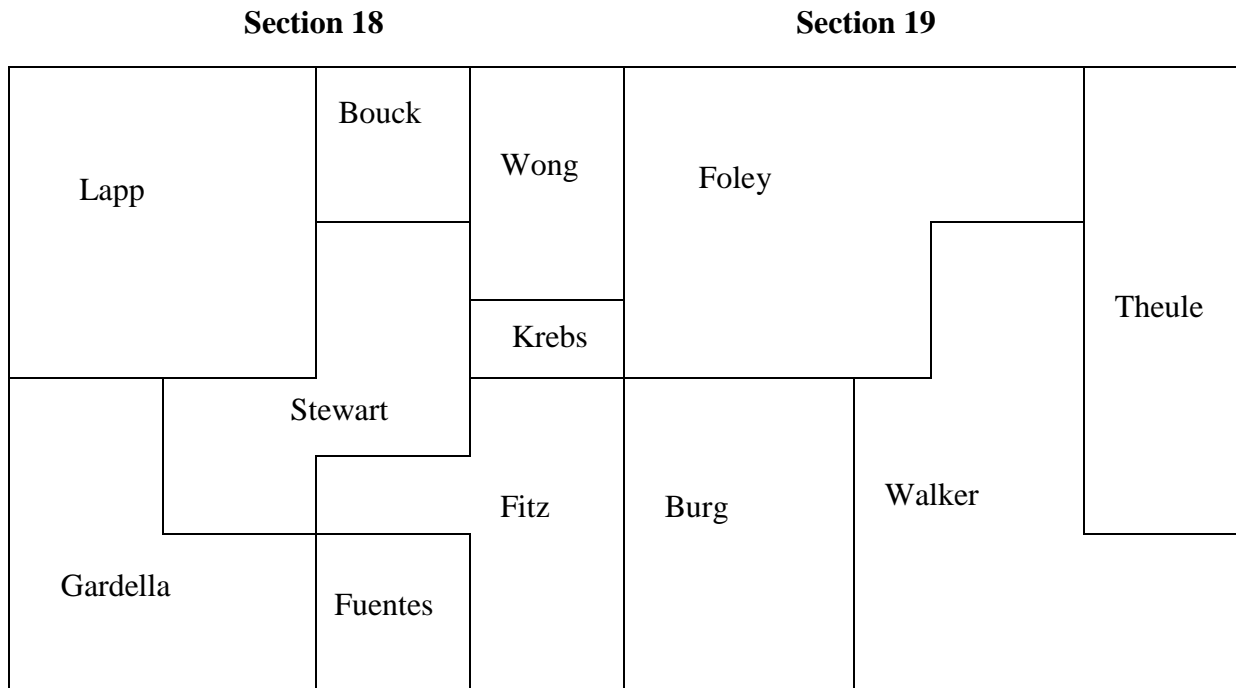 Section 18 Section 19
Bouck
Wong
Foley
Lapp
Theule
Krebs
Stewart
Walker
Fitz
Burg
Gardella
Fuentes